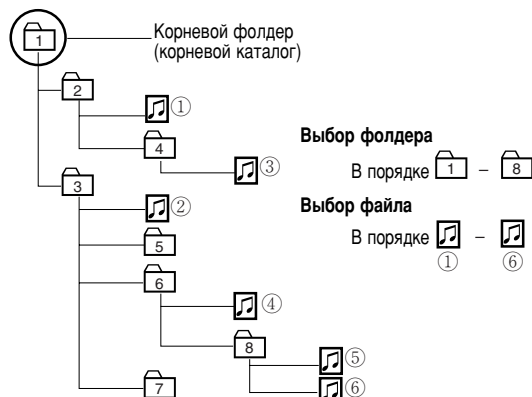 1
Корневой фолдер
(корневой каталог)
2
①
4
③
3
②
5
6
④
8
⑤
⑥
7
Выбор фолдера
В порядке 1 – 8
Выбор файла
В порядке – 
① ⑥